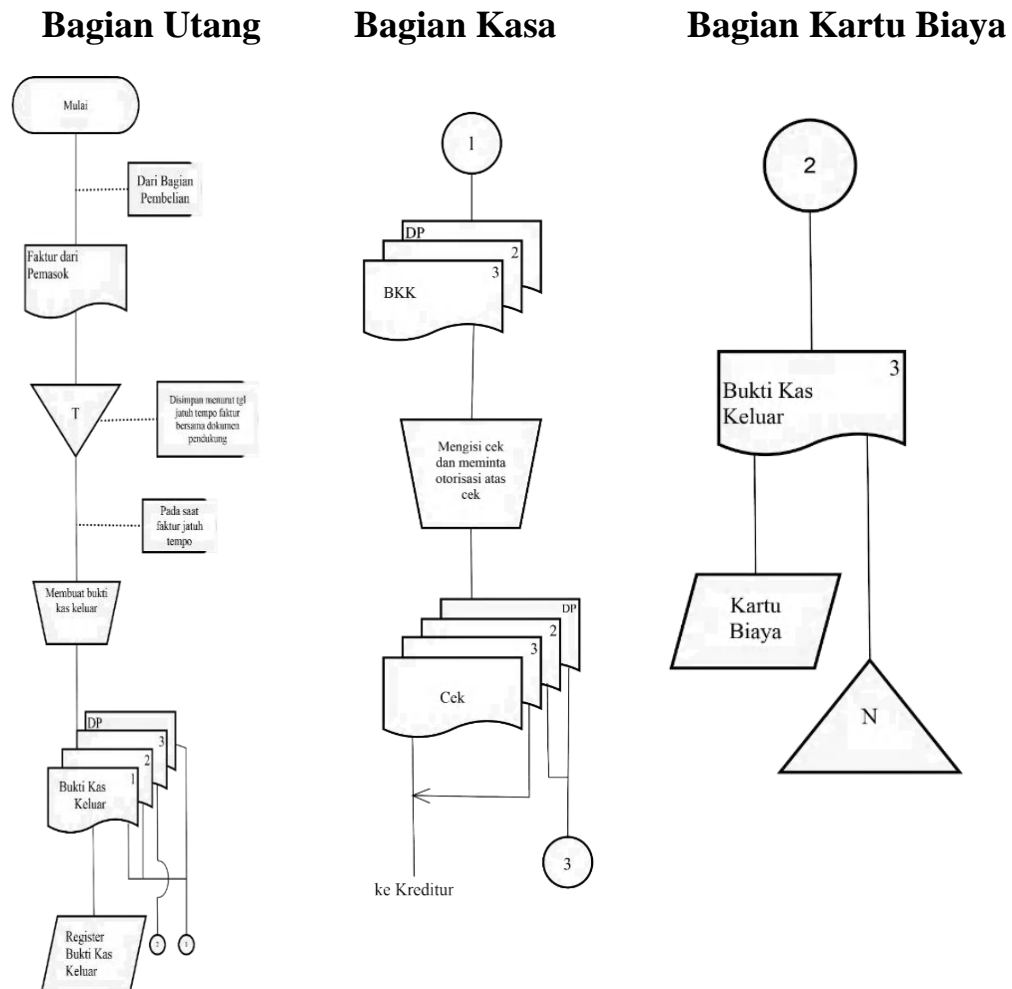 Bagian Utang
Bagian Kasa
Bagian Kartu Biaya
Mulai
Dari Bagian
Pembelian
Faktur dari
Pemasok
T
Disimpan menurut tgl
jatuh tempo faktur
bersama dokumen
pendukung
Pada saat
faktur jatuh
tempo
Membuat bukti
kas keluar
DP
3
2
1
Bukti Kas
Keluar
Register
Bukti Kas
Keluar
2
1
1
DP
2
3
BKK
Mengisi cek
dan meminta
otorisasi atas
cek
DP
2
3
Cek
ke Kreditur
3
2
3
Bukti Kas
Keluar
Kartu
Biaya
N